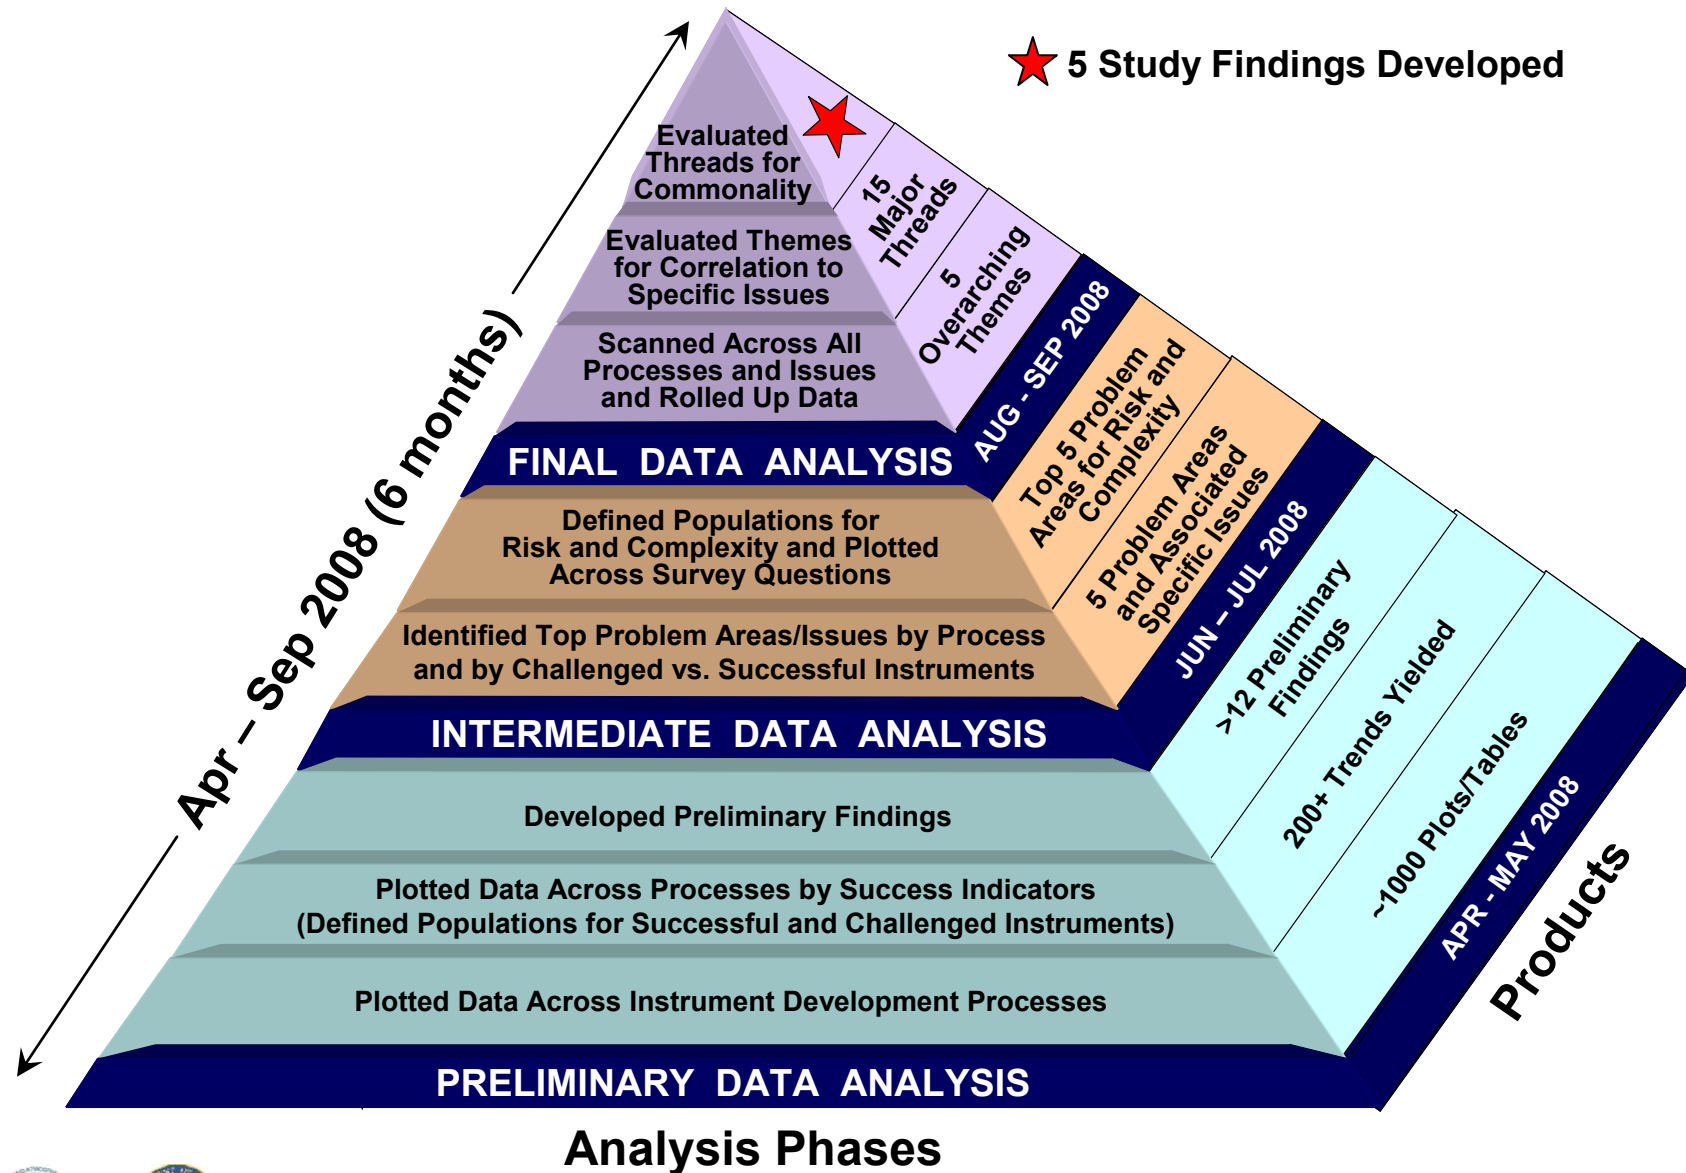 5 Study Findings Developed
Evaluated
Threads for
Commonality
Evaluated Themes
for Correlation to
Specific Issues
Scanned Across All
Processes and Issues
and Rolled Up Data
FINAL DATA ANALYSIS
Defined Populations for
Risk and Complexity and Plotted
Across Survey Questions
Identified Top Problem Areas/Issues by Process
and by Challenged vs. Successful Instruments
INTERMEDIATE DATA ANALYSIS
Developed Preliminary Findings
Plotted Data Across Processes by Success Indicators
(Defined Populations for Successful and Challenged Instruments)
Plotted Data Across Instrument Development Processes
PRELIMINARY DATA ANALYSIS
Analysis Phases
Apr – Sep 2008 (6 months)
15
Major
Threads
5
Overarching
Themes
AUG - SEP 2008
Top 5 Problem
Areas for Risk and
Complexity
5 Problem Areas
and Associated
Specific Issues
JUN – JUL 2008
>12 Preliminary
Findings
200+ Trends Yielded
~1000 Plots/Tables
APR - MAY 2008
Products